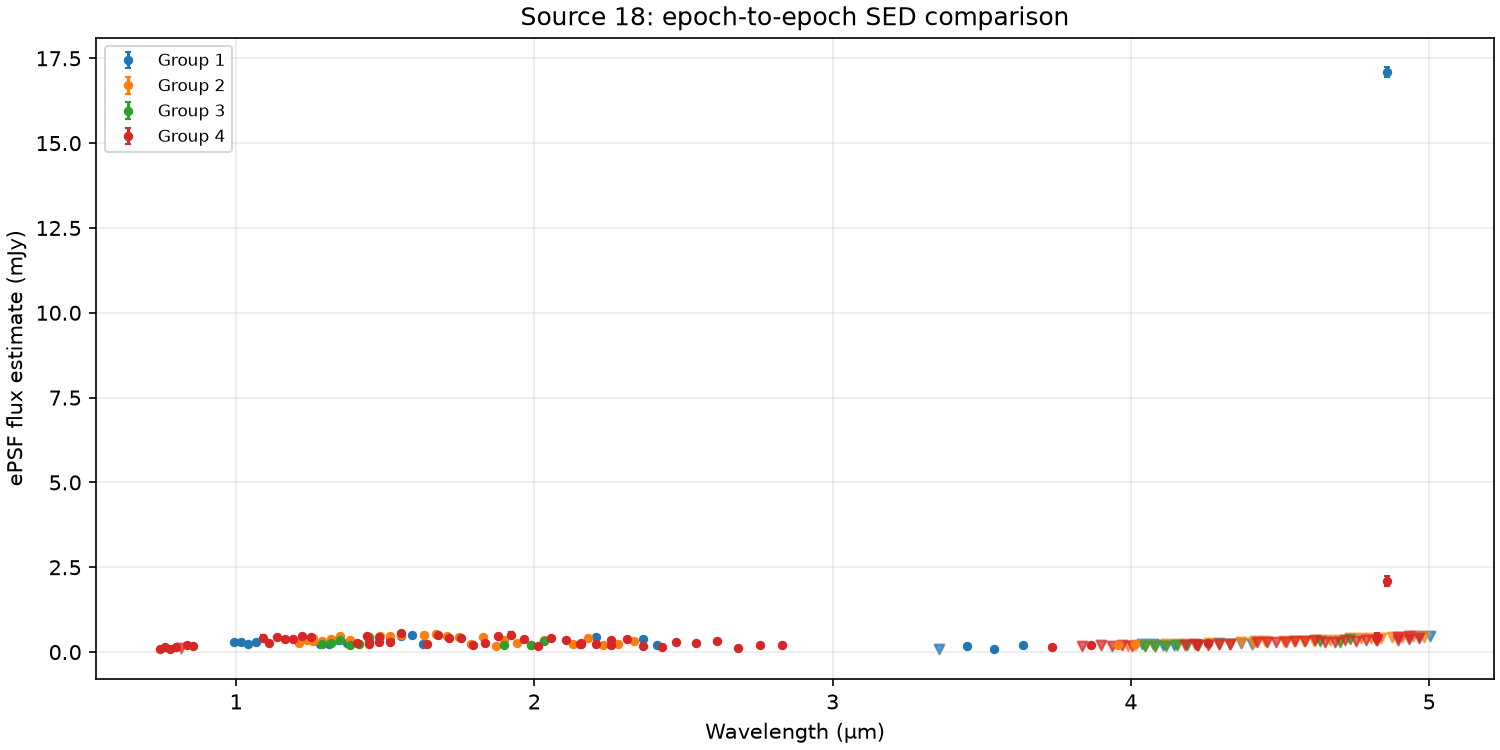 Source 18: epoch-to-epoch SED comparison
Group 1
Group 2
Group 3
Group 4
ePSF flux estimate (mJy)
17.5
15.0
12.5
10.0
7.5
5.0
2.5
0.0
1
2
3
4
5
Wavelength (μm)